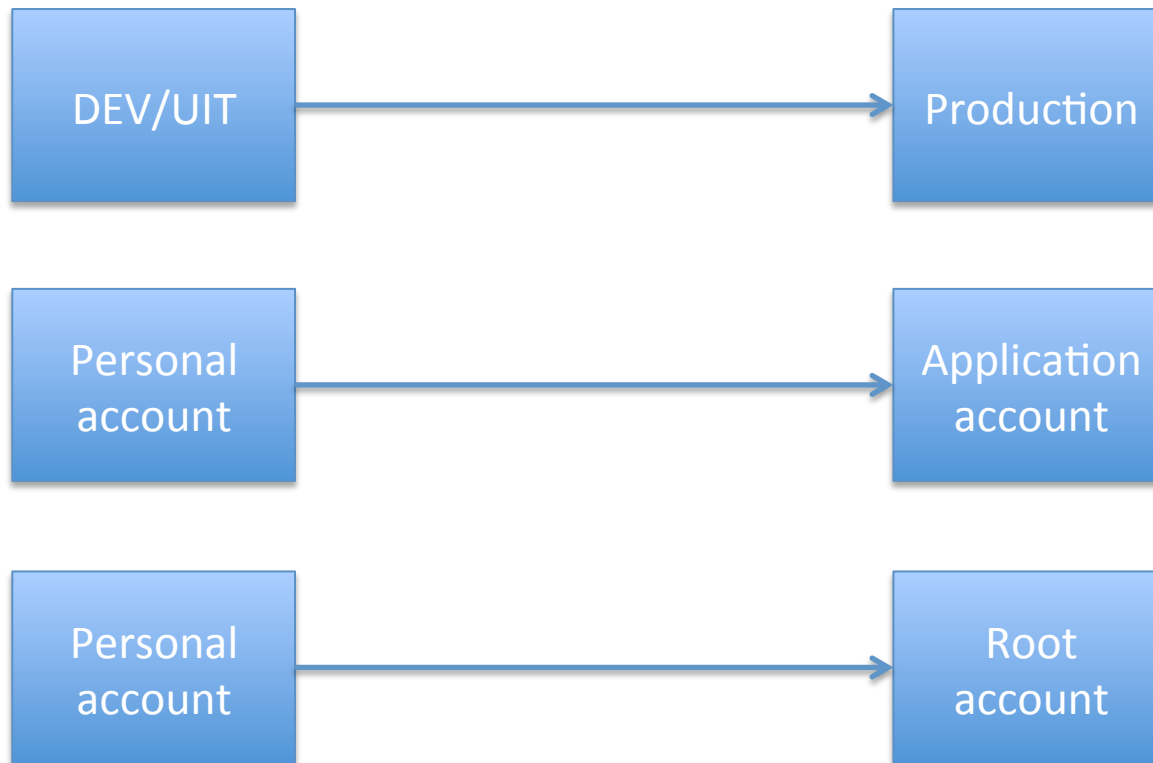 DEV/UIT
Production
Personal
account
Application
account
Personal
account
Root
account